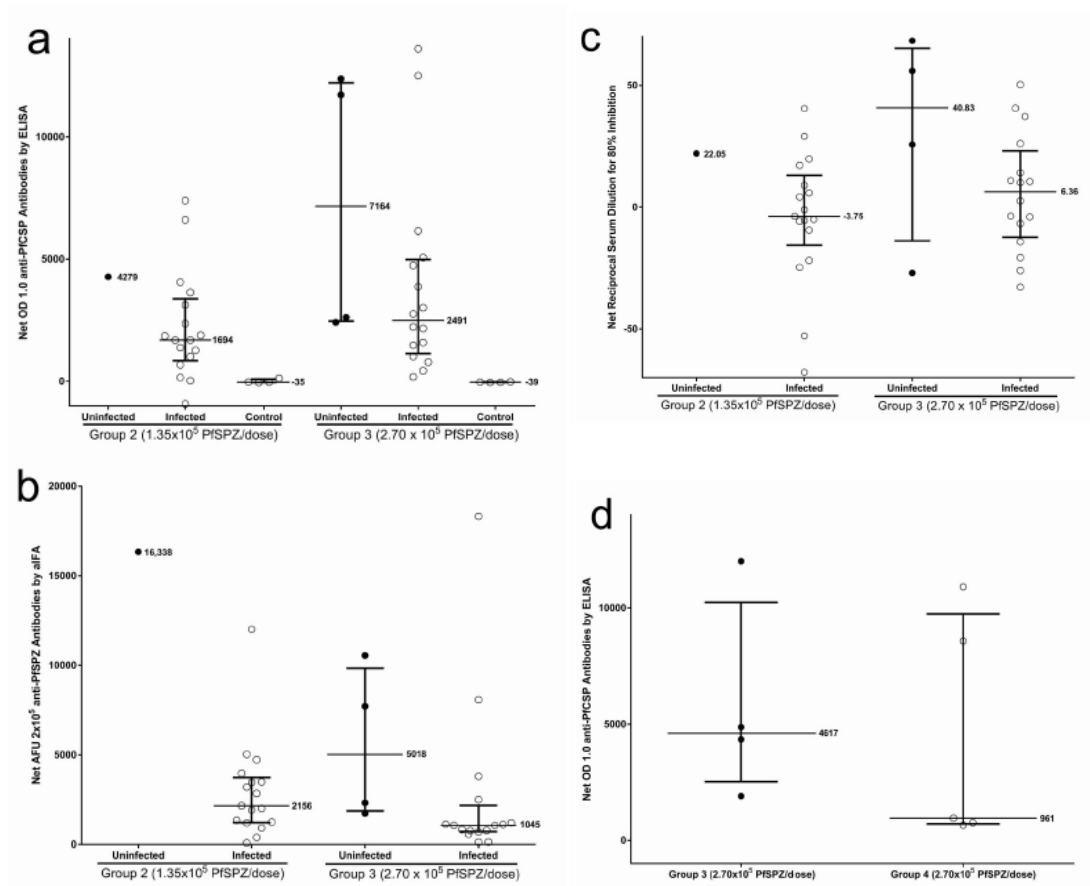 a
Net OD 1.0 anti-PfCSP Antibodies by ELISA
10000
5000
0
4279
1694
-35
7164
2491
-39
Uninfected Infected Control Uninfected Infected Control
Group 2 (1.35x10⁵ PfSPZ/dose) Group 3 (2.70 x 10⁵ PfSPZ/dose)
c
Net Reciprocal Serum Dilution for 80% Inhibition
50
0
-50
22.05
-3.75
40.83
6.36
Uninfected Infected Uninfected Infected
Group 2 (1.35x10⁵ PfSPZ/dose) Group 3 (2.70 x 10⁵ PfSPZ/dose)
b
Net AFU 2x10⁵ anti-PfSPZ Antibodies by aIFA
20000
15000
10000
5000
0
16,338
2156
5018
1045
Uninfected Infected Uninfected Infected
Group 2 (1.35x10⁵ PfSPZ/dose) Group 3 (2.70 x 10⁵ PfSPZ/dose)
d
Net OD 1.0 anti-PfCSP Antibodies by ELISA
10000
5000
0
4617
961
Group 3 (2.70x10⁵ PfSPZ/dose) Group 4 (2.70x10⁵ PfSPZ/dose)